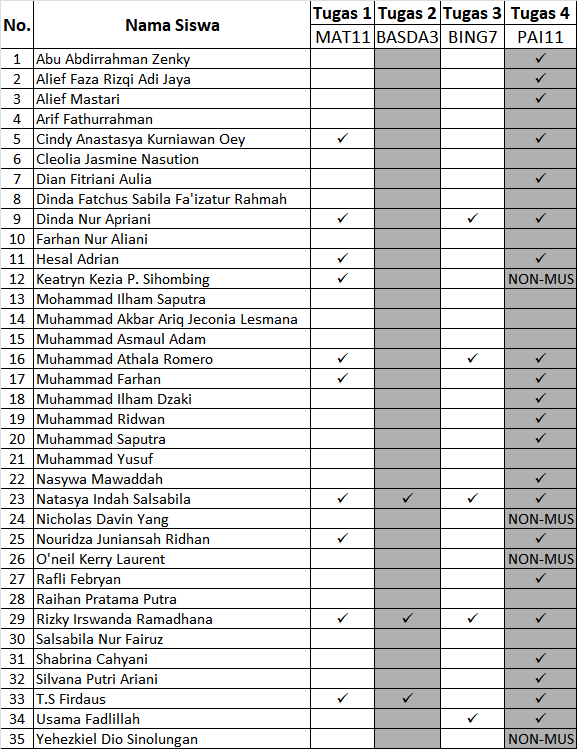 No. Nama Siswa Tugas 1 Tugas 2 Tugas 3 Tugas 4
MAT11 BASDA3 BING7 PAI11
1 Abu Abdirrahman Zenky ✓
2 Alief Faza Rizqi Adi Jaya ✓
3 Alief Mastari ✓
4 Arif Fathurrahman
5 Cindy Anastasya Kurniawan Oey ✓ ✓
6 Cleolia Jasmine Nasution
7 Dian Fitriani Aulia ✓
8 Dinda Fatchus Sabila Fa'izatur Rahmah
9 Dinda Nur Apriani ✓ ✓ ✓
10 Farhan Nur Aliani
11 Hesal Adrian ✓ ✓
12 Keatryn Kezia P. Sihombing ✓ NON-MUS
13 Mohammad Ilham Saputra
14 Muhammad Akbar Ariq Jeconia Lesmana
15 Muhammad Asmaul Adam
16 Muhammad Athala Romero ✓ ✓ ✓
17 Muhammad Farhan ✓ ✓
18 Muhammad Ilham Dzaki ✓
19 Muhammad Ridwan ✓
20 Muhammad Saputra ✓
21 Muhammad Yusuf
22 Nasywa Mawaddah ✓
23 Natasya Indah Salsabila ✓ ✓ ✓ ✓
24 Nicholas Davin Yang NON-MUS
25 Nouridza Juniansah Ridhan ✓ ✓
26 O'neil Kerry Laurent NON-MUS
27 Rafli Febryan ✓
28 Raihan Pratama Putra
29 Rizky Irswanda Ramadhana ✓ ✓ ✓ ✓
30 Salsabila Nur Fairuz
31 Shabrina Cahyani ✓
32 Silvana Putri Ariani ✓
33 T.S Firdaus ✓ ✓ ✓
34 Usama Fadlillah ✓ ✓
35 Yehezkiel Dio Sinolungan NON-MUS